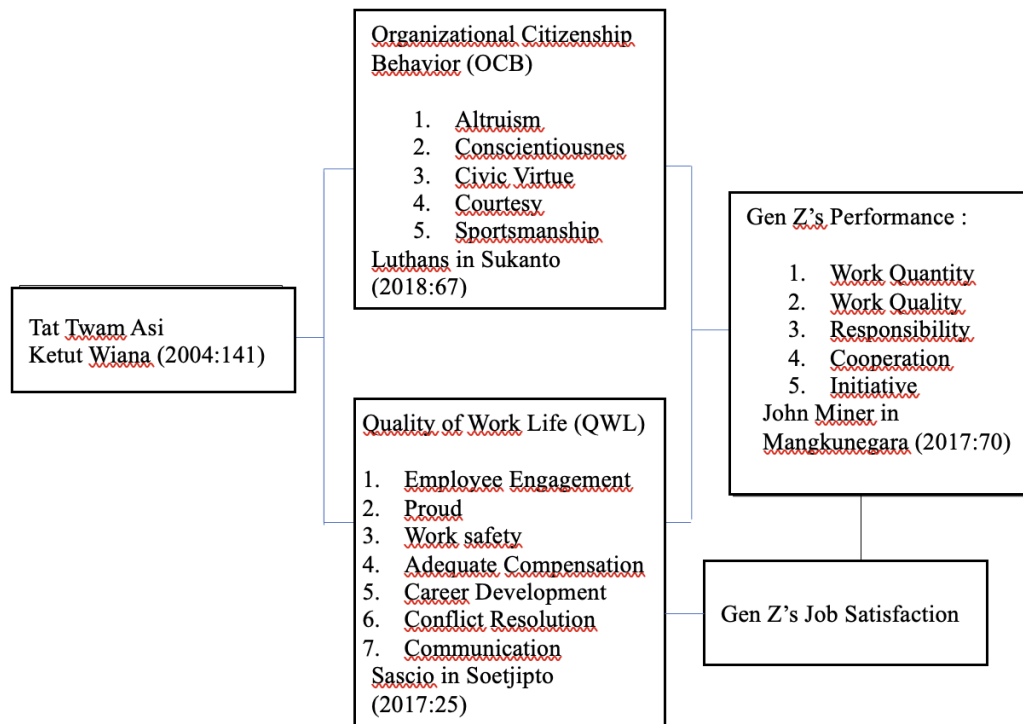 Organizational Citizenship
Behavior (OCB)
1. Altruism
2. Conscientiousnes
3. Civic Virtue
4. Courtesy
5. Sportsmanship
Luthans in Sukanto
(2018:67)
Tat Twam Asi
Ketut Wiana (2004:141)
Quality of Work Life (QWL)
1. Employee Engagement
2. Proud
3. Work safety
4. Adequate Compensation
5. Career Development
6. Conflict Resolution
7. Communication
Sascio in Soetjipto
(2017:25)
Gen Z’s Performance :
1. Work Quantity
2. Work Quality
3. Responsibility
4. Cooperation
5. Initiative
John Miner in
Mangkunegara (2017:70)
Gen Z’s Job Satisfaction